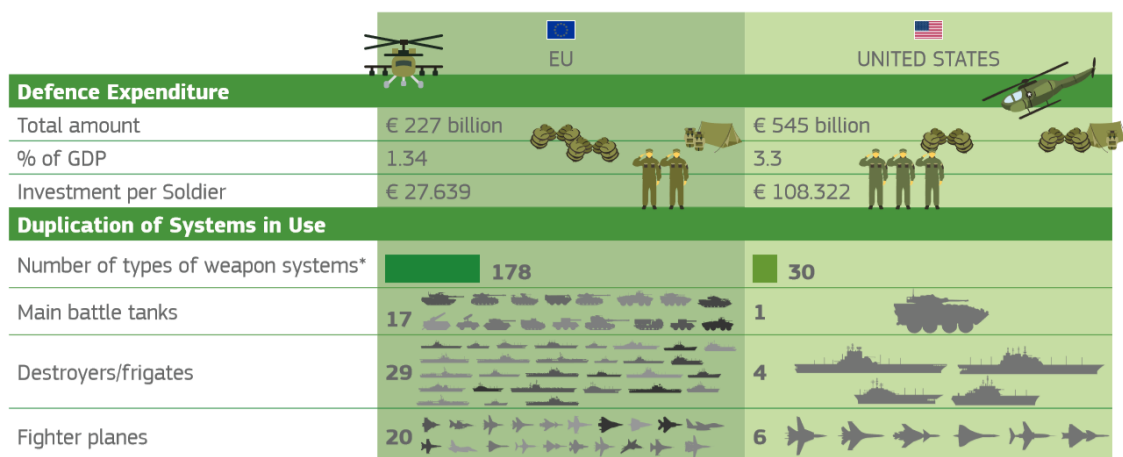 EU
UNITED STATES
Defence Expenditure
Total amount
€ 227 billion
€ 545 billion
% of GDP
1.34
3.3
Investment per Soldier
€ 27.639
€ 108.322
Duplication of Systems in Use
Number of types of weapon systems*
178
30
Main battle tanks
17
1
Destroyers/frigates
29
4
Fighter planes
20
6